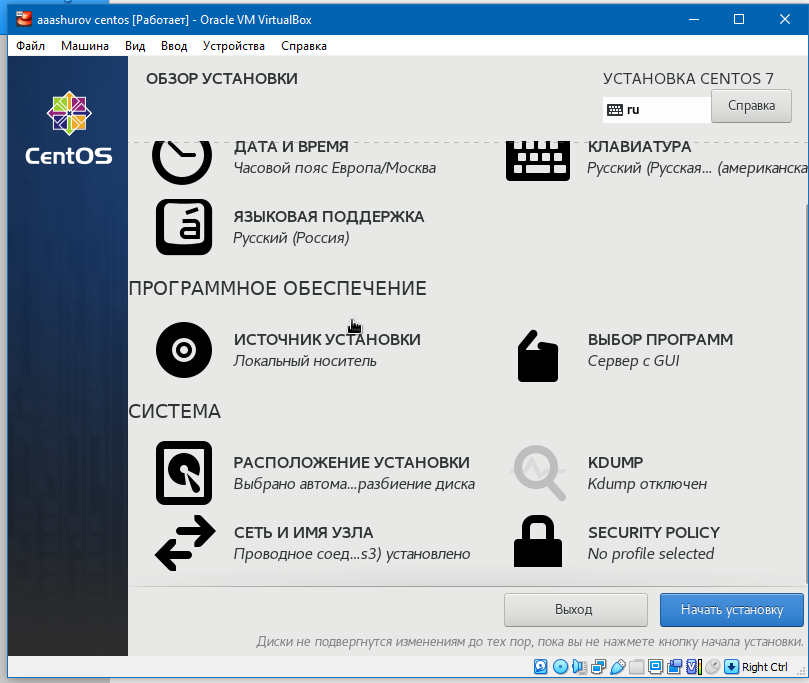 aaashurov centos [Работает] - Oracle VM VirtualBox
Файл Машина Вид Ввод Устройства Справка
ОБЗОР УСТАНОВКИ
УСТАНОВКА CENTOS 7
ru
Справка
CentOS
ДАТА И ВРЕМЯ
Часовой пояс Европа/Москва
КЛАВИАТУРА
Русский (Русская... (американска
ЯЗЫКОВАЯ ПОДДЕРЖКА
Русский (Россия)
ПРОГРАММНОЕ ОБЕСПЕЧЕНИЕ
ИСТОЧНИК УСТАНОВКИ
Локальный носитель
ВЫБОР ПРОГРАММ
Сервер с GUI
СИСТЕМА
РАСПОЛОЖЕНИЕ УСТАНОВКИ
Выбрано автома...разбиение диска
KDUMP
Kdump отключен
СЕТЬ И ИМЯ УЗЛА
Проводное соед...s3) установлено
SECURITY POLICY
No profile selected
Выход
Начать установку
Диски не подвергнутся изменениям до тех пор, пока вы не нажмете кнопку начала установки.
Right Ctrl